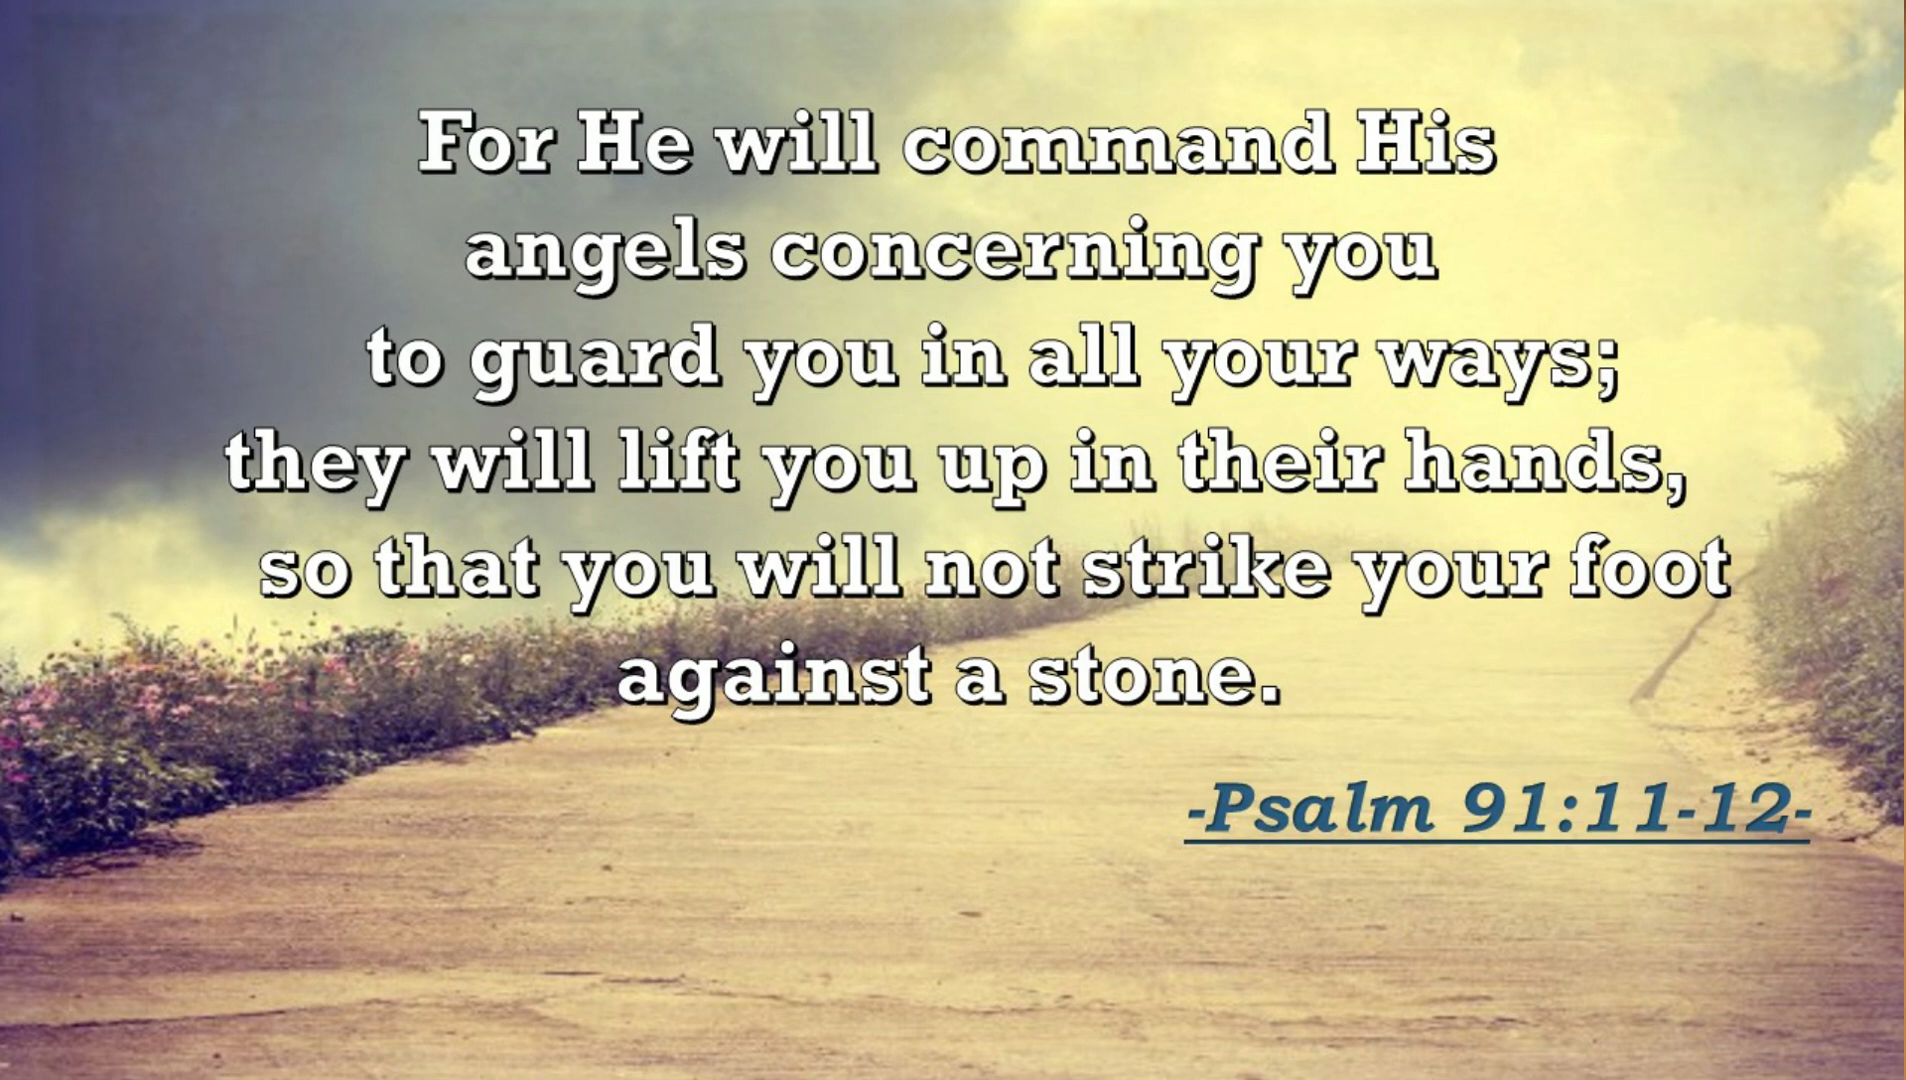 For He will command His
angels concerning you
to guard you in all your ways;
they will lift you up in their hands,
so that you will not strike your foot
against a stone.
-Psalm 91:11-12-